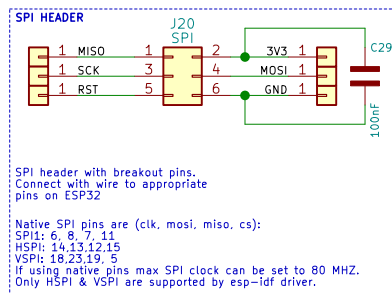 SPI HEADER
J20
SPI
1 MISO 1 2 3V3 1
1 SCK 3 4 MOSI 1
1 RST 5 6 GND 1
C29
100nF
SPI header with breakout pins.
Connect with wire to appropriate
pins on ESP32
Native SPI pins are (clk, mosi, miso, cs):
SPI1: 6, 8, 7, 11
HSPI: 14,13,12,15
VSPI: 18,23,19, 5
If using native pins max SPI clock can be set to 80 MHZ.
Only HSPI & VSPI are supported by esp-idf driver.